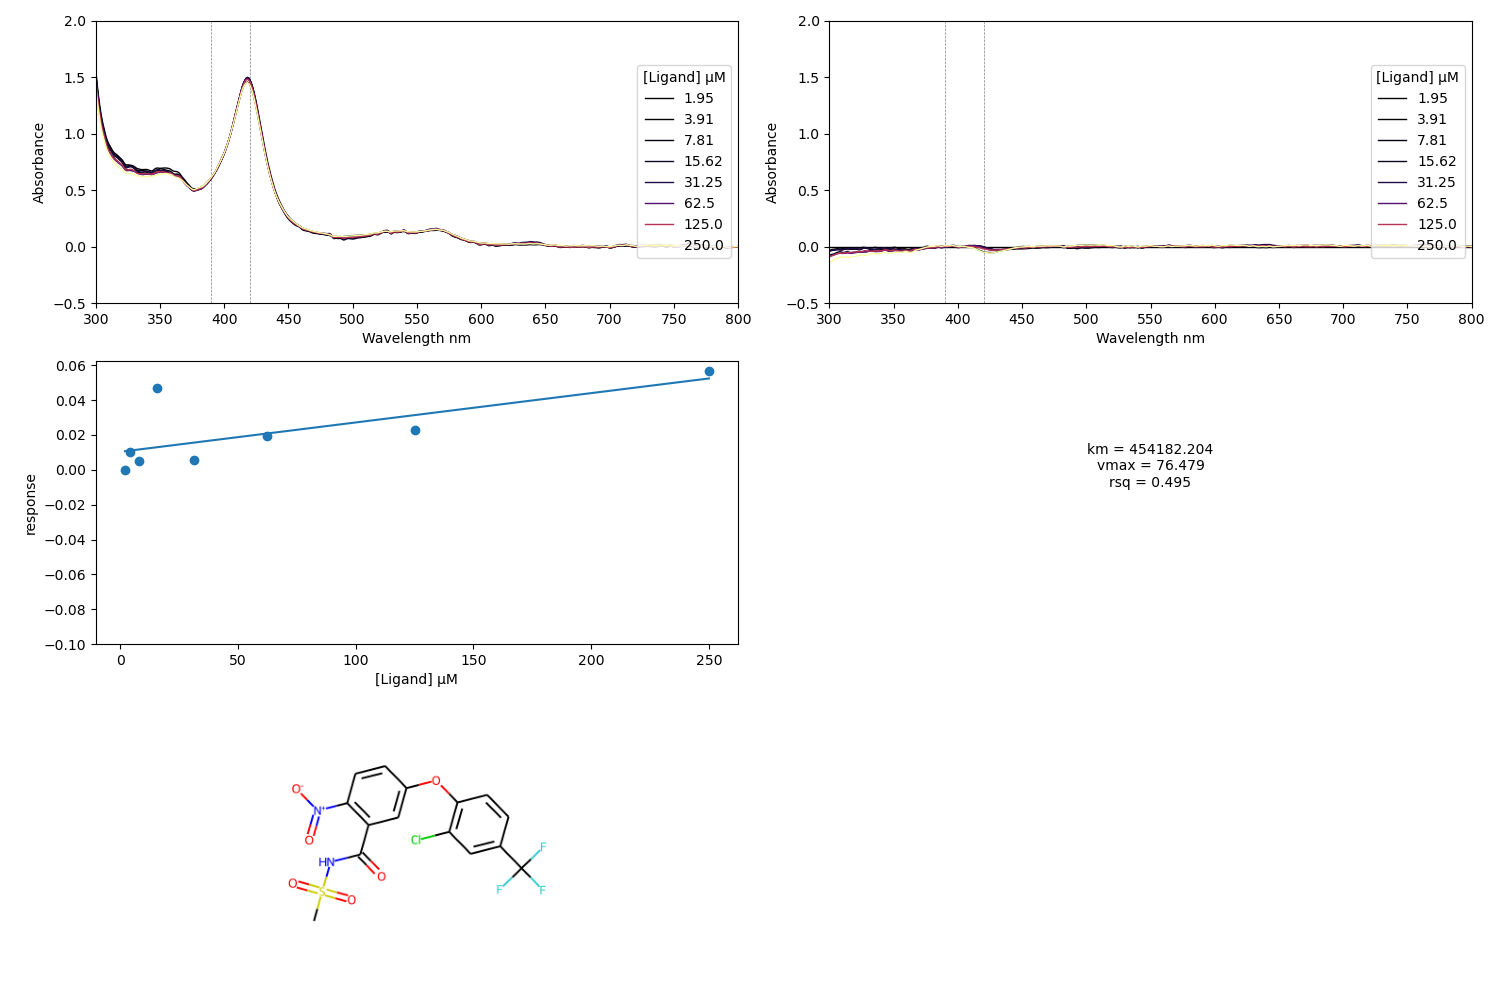 2.0
1.5
1.0
0.5
0.0
−0.5
Absorbance
300 350 400 450 500 550 600 650 700 750 800
Wavelength nm
[Ligand] µM
1.95
3.91
7.81
15.62
31.25
62.5
125.0
250.0
2.0
1.5
1.0
0.5
0.0
−0.5
Absorbance
300 350 400 450 500 550 600 650 700 750 800
Wavelength nm
[Ligand] µM
1.95
3.91
7.81
15.62
31.25
62.5
125.0
250.0
0.06
0.04
0.02
0.00
−0.02
−0.04
−0.06
−0.08
−0.10
response
0 50 100 150 200 250
[Ligand] µM
km = 454182.204
vmax = 76.479
rsq = 0.495
O⁻
N⁺
O
O
Cl
HN
O
O
S
O
F
F
F